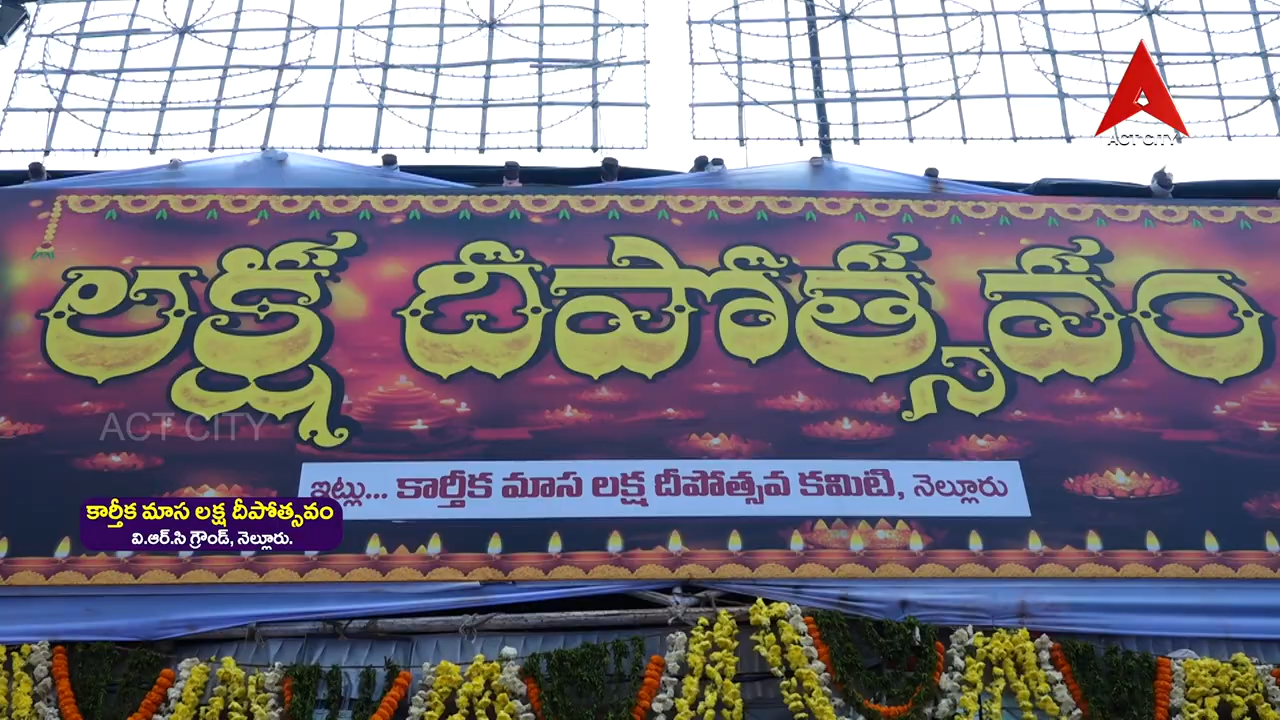 ACT CITY
లక్ష దీపోత్సవం
ACT CITY
ఇట్లు... కార్తీక మాస లక్ష దీపోత్సవ కమిటి, నెల్లూరు
కార్తీక మాస లక్ష దీపోత్సవం
వి.ఆర్.సి గ్రౌండ్, నెల్లూరు.